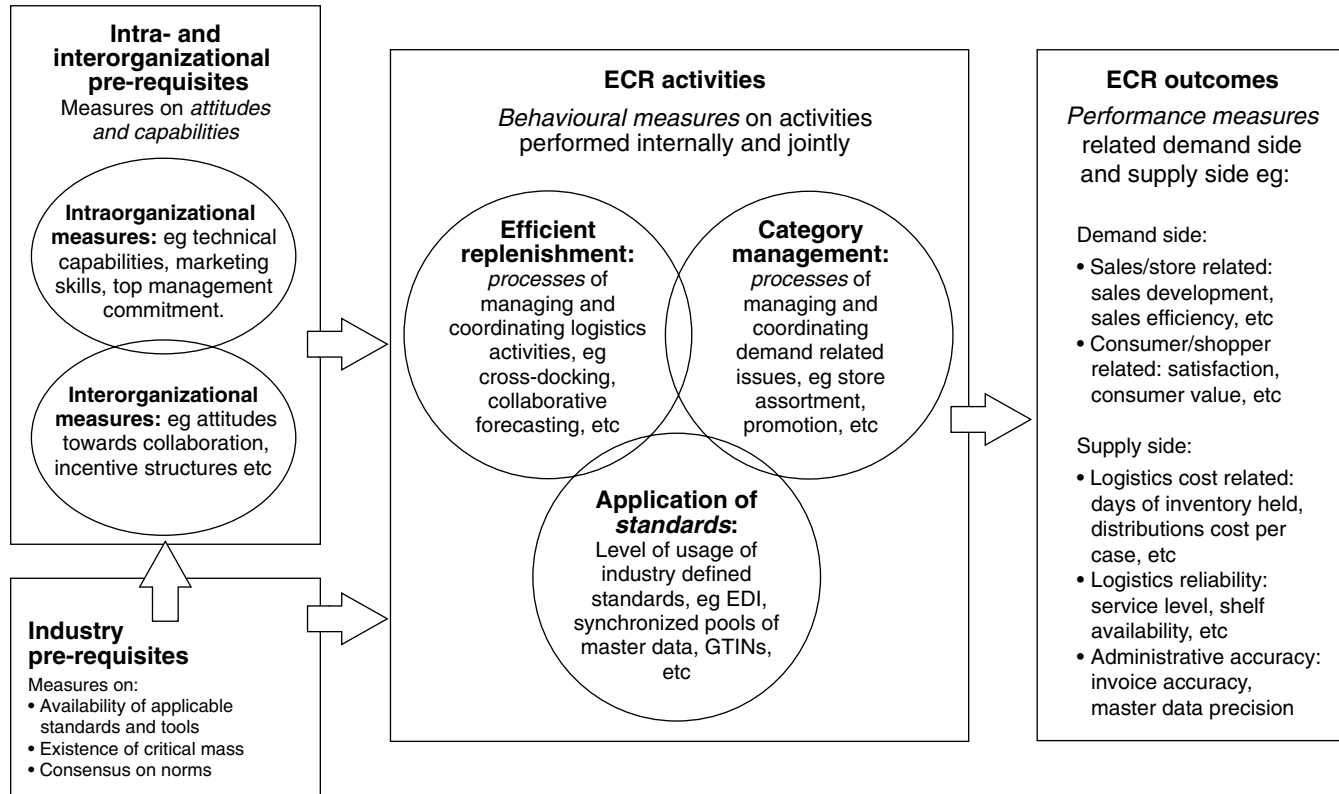 Intra- and
interorganizational
pre-requisites
Measures on attitudes
and capabilities
Intraorganizational
measures: eg technical
capabilities, marketing
skills, top management
commitment.
Interorganizational
measures: eg attitudes
towards collaboration,
incentive structures etc
Industry
pre-requisites
Measures on:
• Availability of applicable
standards and tools
• Existence of critical mass
• Consensus on norms
ECR activities
Behavioural measures on activities
performed internally and jointly
Efficient
replenishment:
processes of
managing and
coordinating logistics
activities, eg
cross-docking,
collaborative
forecasting, etc
Category
management:
processes of
managing and
coordinating
demand related
issues, eg store
assortment,
promotion, etc
Application of
standards:
Level of usage of
industry defined
standards, eg EDI,
synchronized pools of
master data, GTINs,
etc
ECR outcomes
Performance measures
related demand side
and supply side eg:
Demand side:
• Sales/store related:
sales development,
sales efficiency, etc
• Consumer/shopper
related: satisfaction,
consumer value, etc
Supply side:
• Logistics cost related:
days of inventory held,
distributions cost per
case, etc
• Logistics reliability:
service level, shelf
availability, etc
• Administrative accuracy:
invoice accuracy,
master data precision